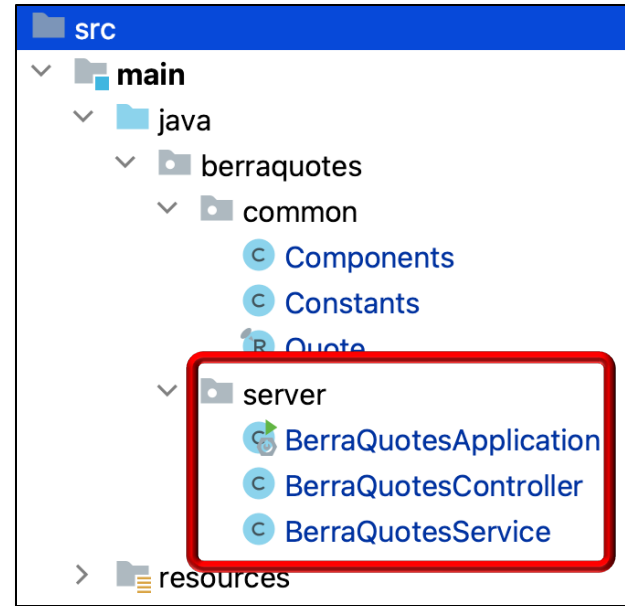 src
main
java
berraquotes
common
C Components
C Constants
R Quote
server
C BerraQuotesApplication
C BerraQuotesController
C BerraQuotesService
resources